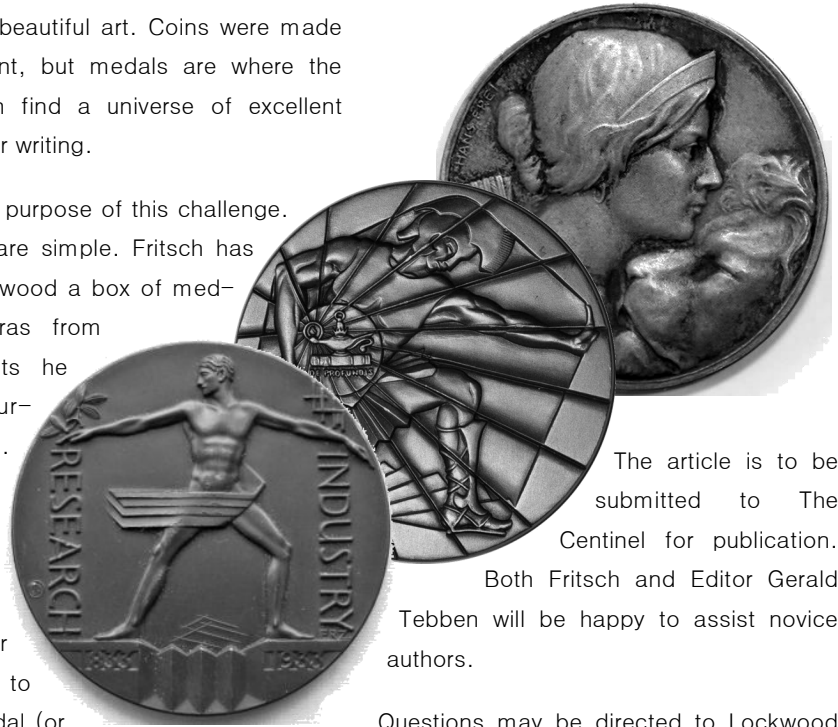 beautiful art. Coins were made
nt, but medals are where the
find a universe of excellent
r writing.
purpose of this challenge.
are simple. Fritsch has
wood a box of med-
ras from
ts he
ur-
.
r
to
dal (or
HANS FREI
PROFUNDIS
RESEARCH
INDUSTRY
©
1833
1933
The article is to be
submitted to The
Centinel for publication.
Both Fritsch and Editor Gerald
Tebben will be happy to assist novice
authors.
Questions may be directed to Lockwood